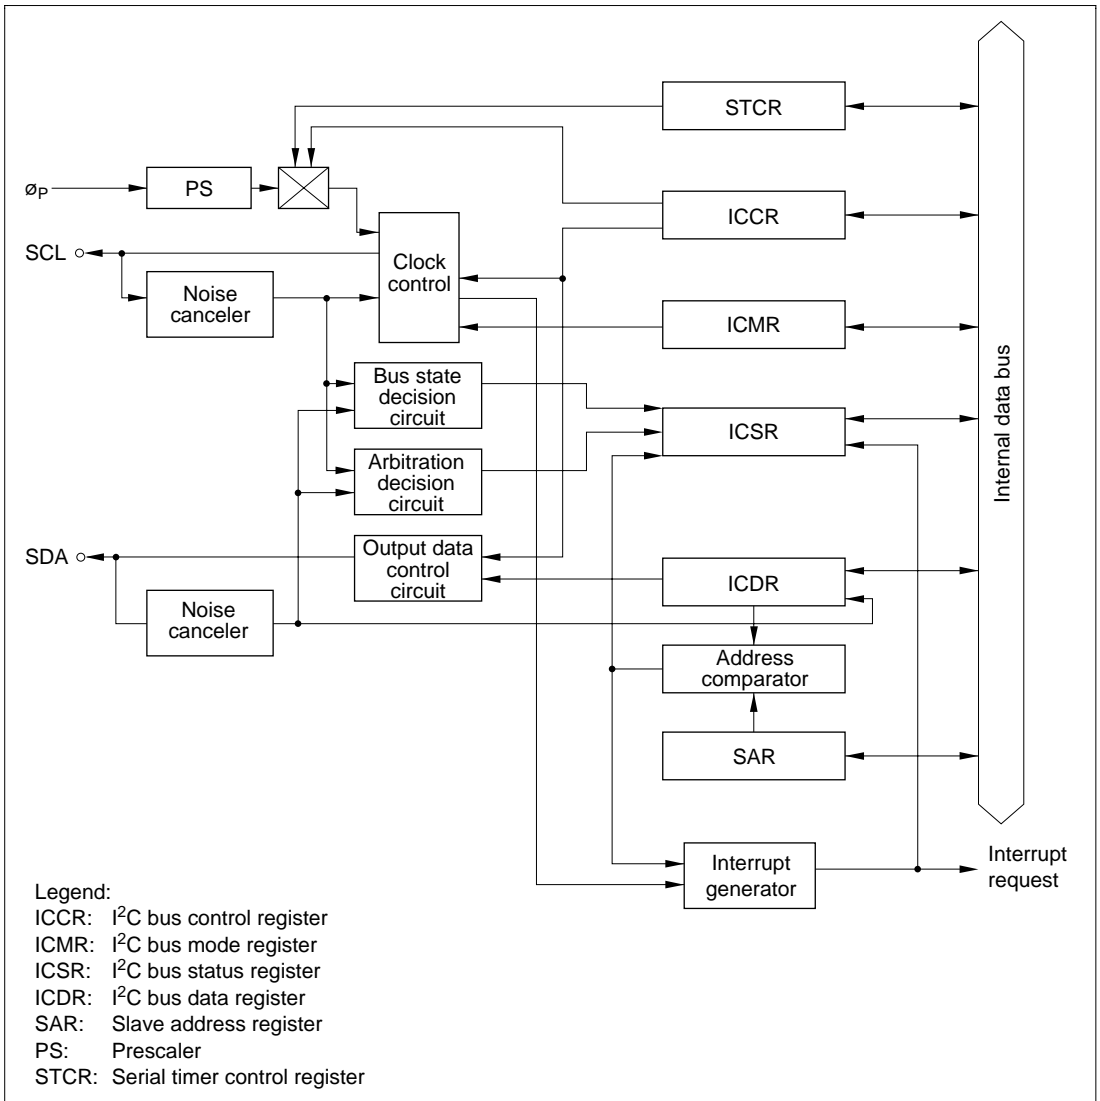 STCR
ØP
PS
ICCR
SCL
Clock
control
Noise
canceler
ICMR
Bus state
decision
circuit
ICSR
Internal data bus
Arbitration
decision
circuit
SDA
Output data
control
circuit
ICDR
Noise
canceler
Address
comparator
SAR
Interrupt
generator
Interrupt
request
Legend:
ICCR: I²C bus control register
ICMR: I²C bus mode register
ICSR: I²C bus status register
ICDR: I²C bus data register
SAR: Slave address register
PS: Prescaler
STCR: Serial timer control register